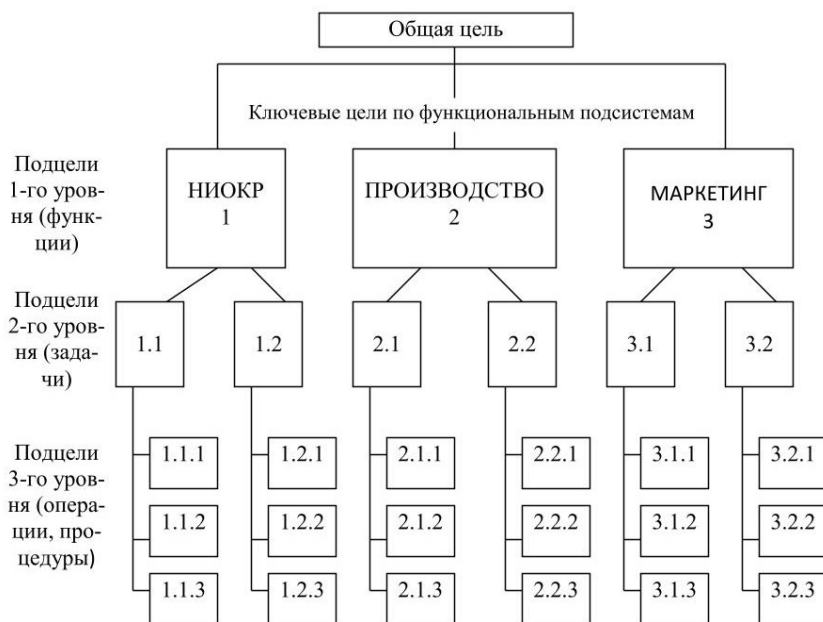 Общая цель
Ключевые цели по функциональным подсистемам
Подцели
1-го уров-
ня (функ-
ции)
НИОКР
1
ПРОИЗВОДСТВО
2
МАРКЕТИНГ
3
Подцели
2-го уров-
ня (зада-
чи)
1.1
1.2
2.1
2.2
3.1
3.2
Подцели
3-го уров-
ня (опера-
ции, про-
цедуры)
1.1.1
1.2.1
2.1.1
2.2.1
3.1.1
3.2.1
1.1.2
1.2.2
2.1.2
2.2.2
3.1.2
3.2.2
1.1.3
1.2.3
2.1.3
2.2.3
3.1.3
3.2.3